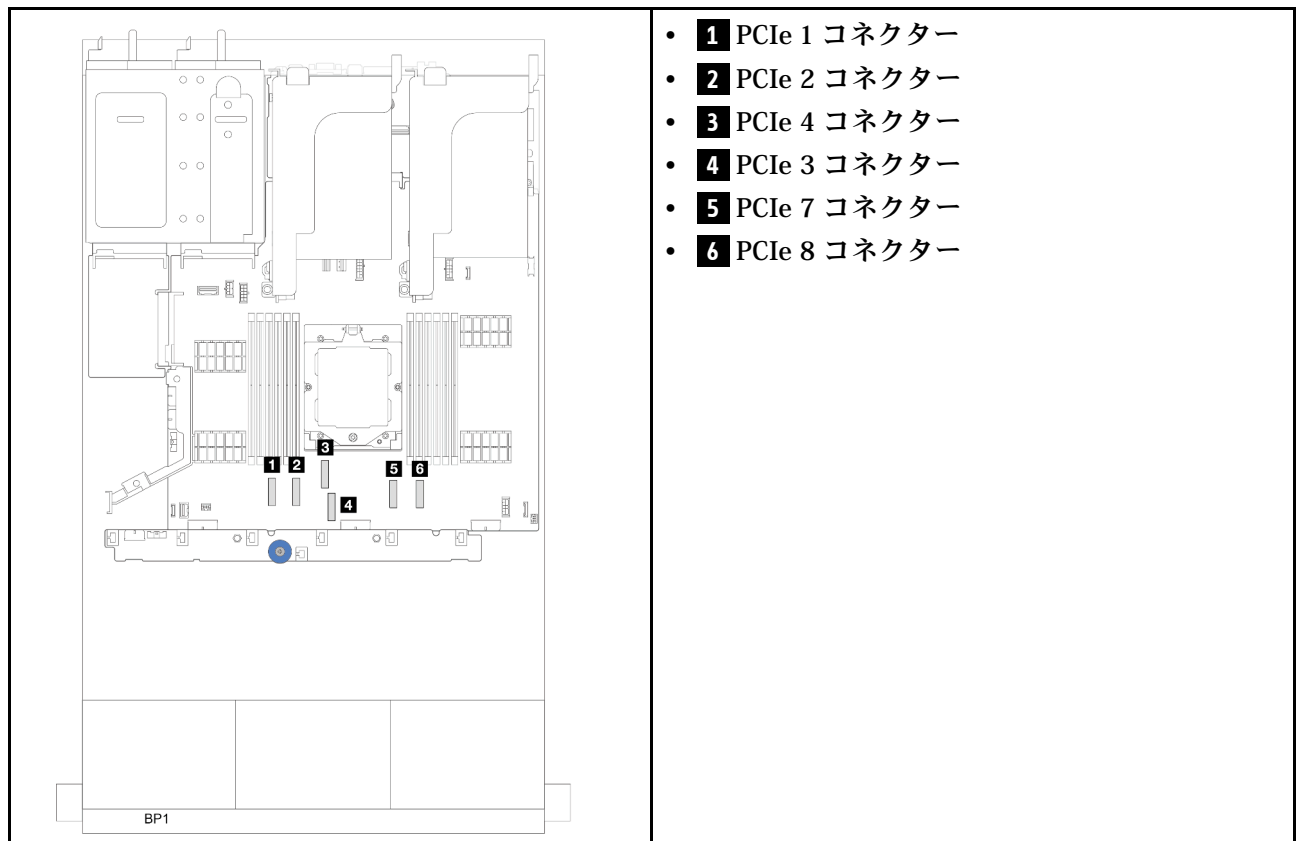 1 2 3 5 6
4
BP1
• 1 PCIe 1 コネクター
• 2 PCIe 2 コネクター
• 3 PCIe 4 コネクター
• 4 PCIe 3 コネクター
• 5 PCIe 7 コネクター
• 6 PCIe 8 コネクター